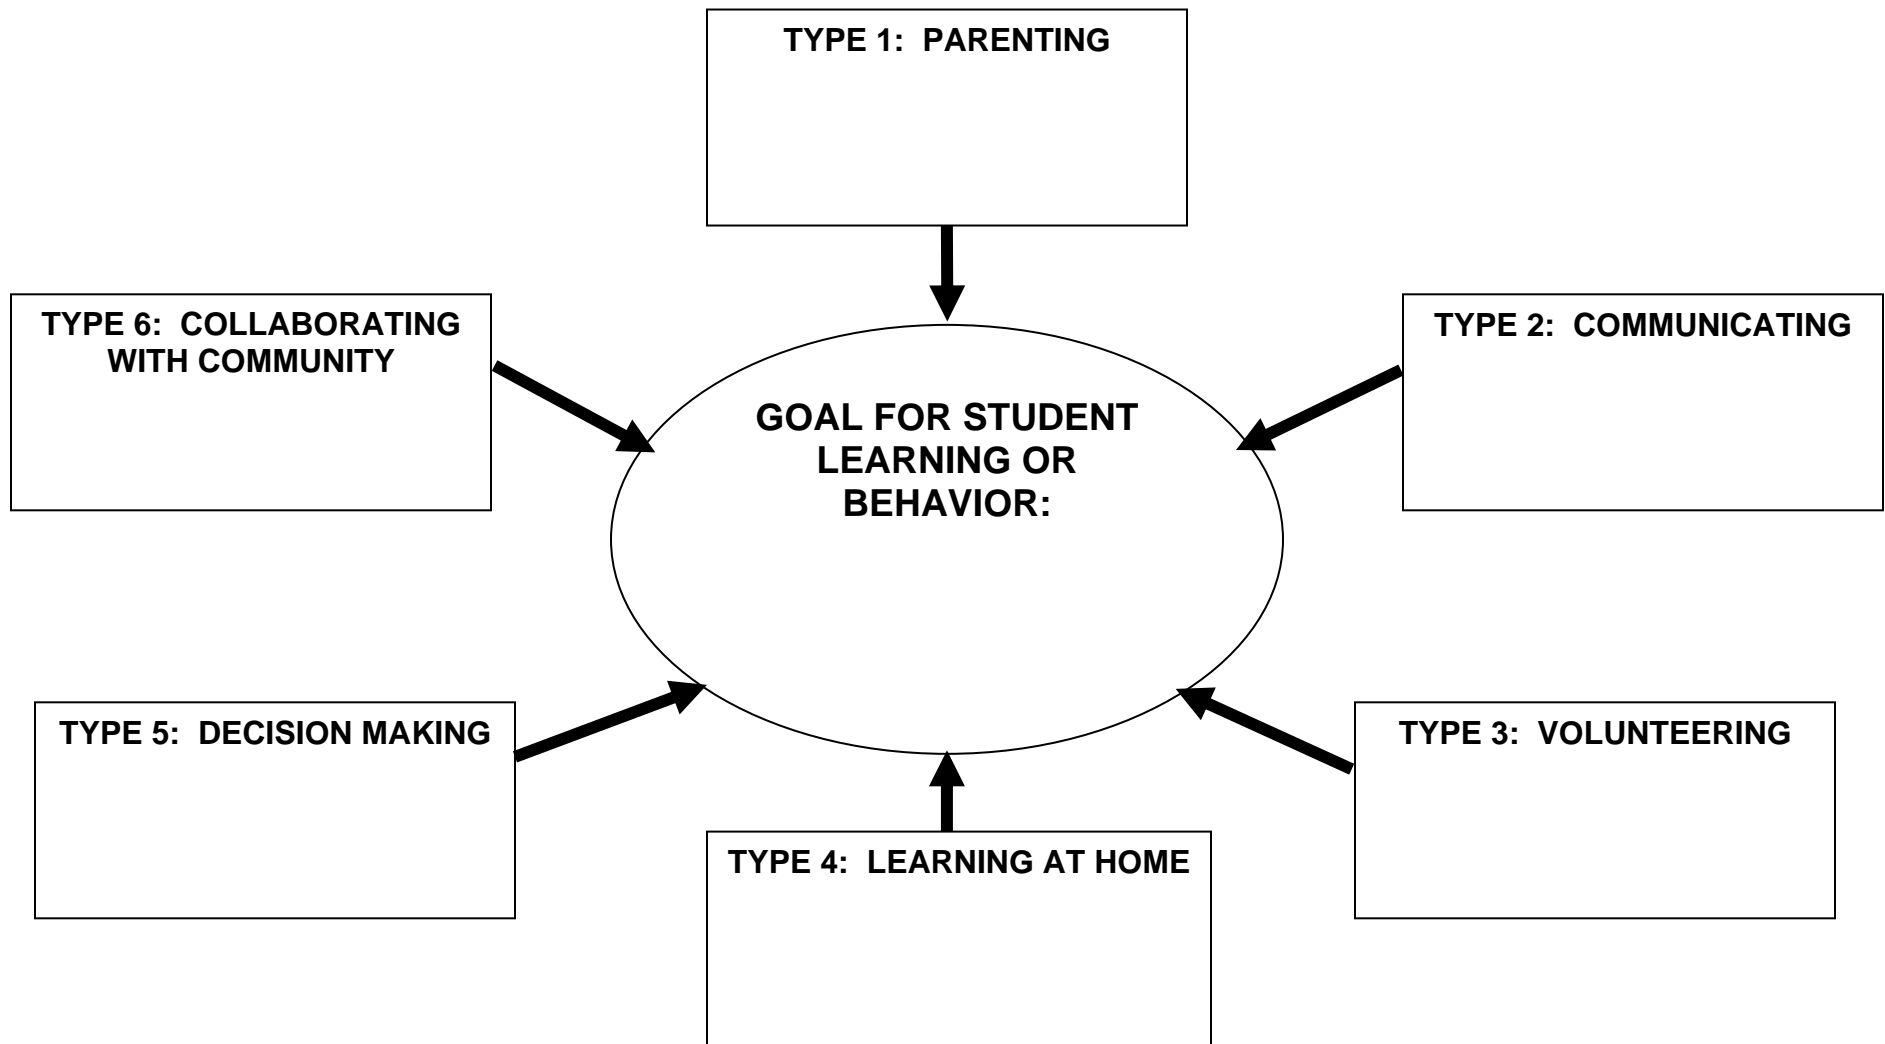 TYPE 1:  PARENTING
TYPE 6:  COLLABORATING
WITH COMMUNITY
TYPE 2:  COMMUNICATING
GOAL FOR STUDENT
LEARNING OR
BEHAVIOR:
TYPE 5:  DECISION MAKING
TYPE 3:  VOLUNTEERING
TYPE 4:  LEARNING AT HOME